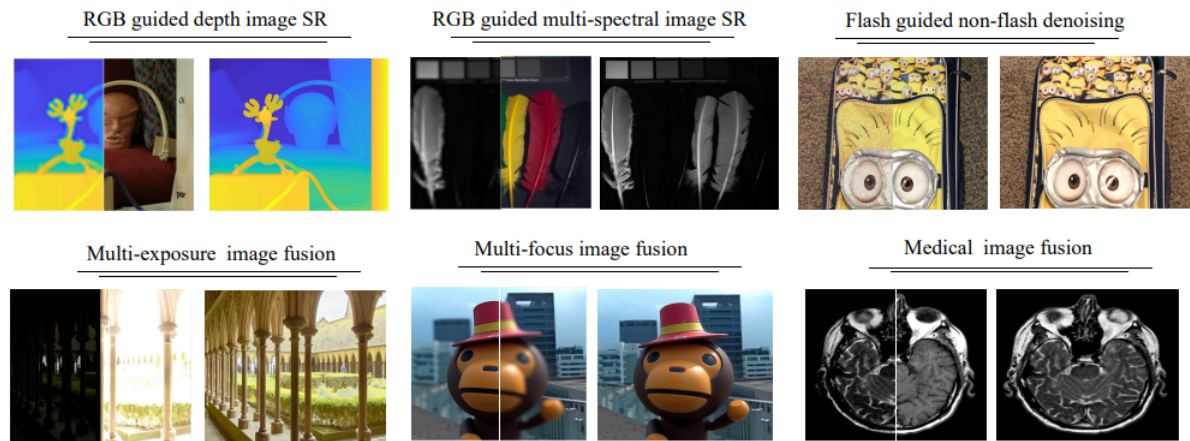 RGB guided depth image SR
RGB guided multi-spectral image SR
Flash guided non-flash denoising
Multi-exposure image fusion
Multi-focus image fusion
Medical image fusion